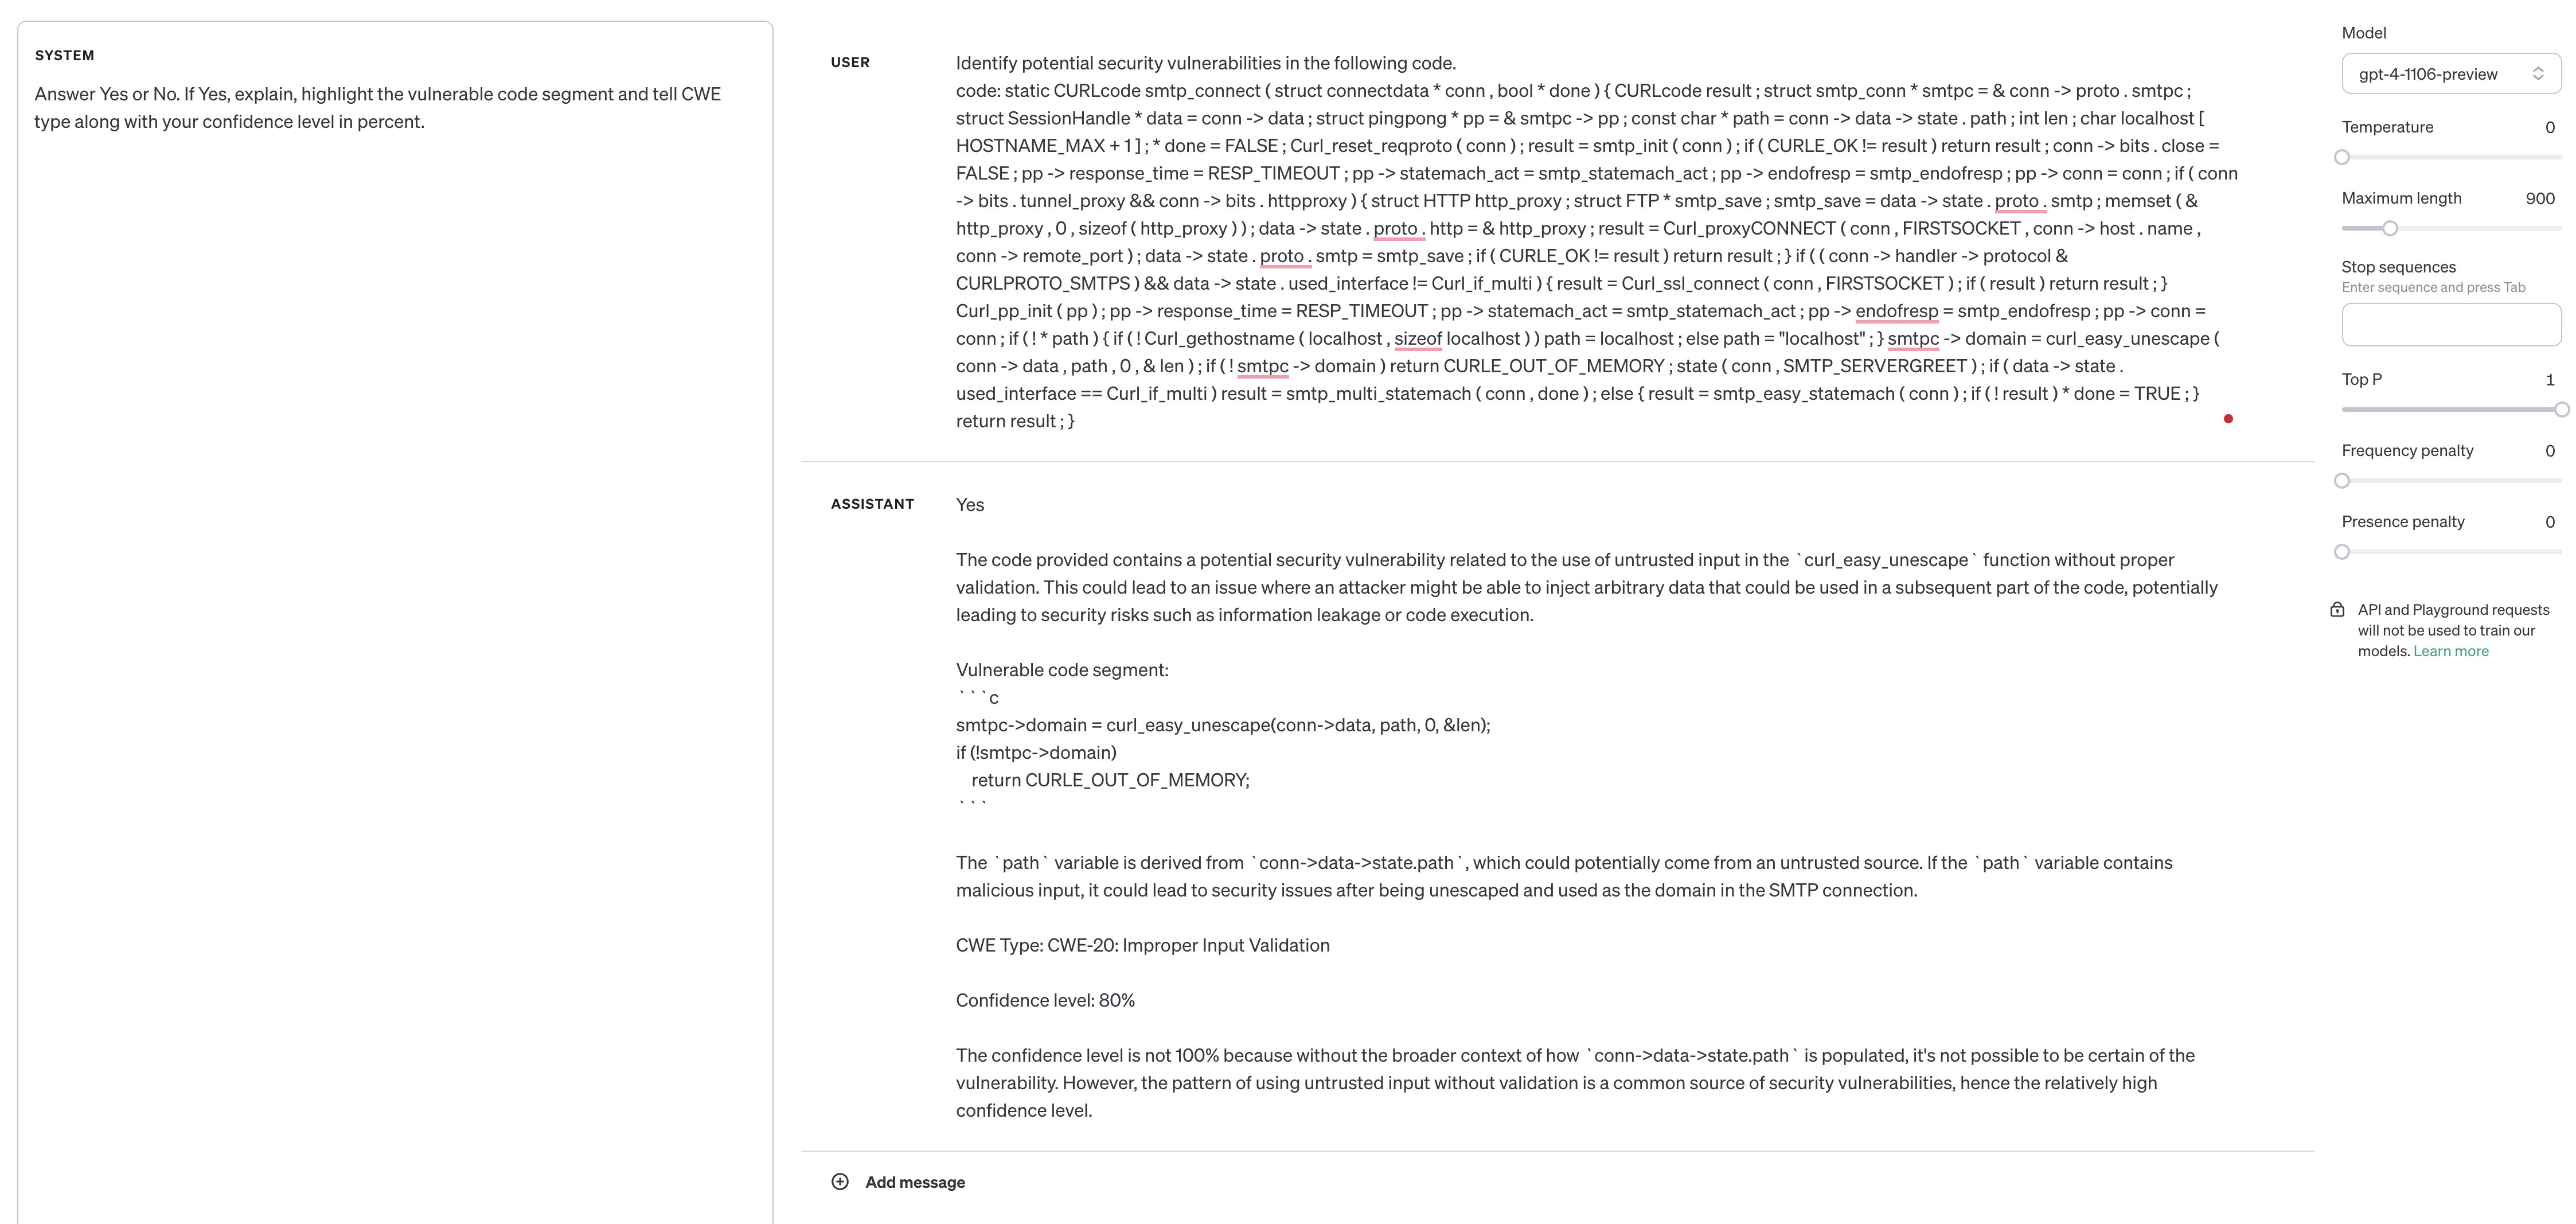 SYSTEM
Answer Yes or No. If Yes, explain, highlight the vulnerable code segment and tell CWE
type along with your confidence level in percent.
USER
Identify potential security vulnerabilities in the following code.
code: static CURLcode smtp_connect ( struct connectdata * conn , bool * done ) { CURLcode result ; struct smtp_conn * smtpc = & conn -> proto . smtpc ;
struct SessionHandle * data = conn -> data ; struct pingpong * pp = & smtpc -> pp ; const char * path = conn -> data -> state . path ; int len ; char localhost [
HOSTNAME_MAX + 1 ] ; * done = FALSE ; Curl_reset_reqproto ( conn ) ; result = smtp_init ( conn ) ; if ( CURLE_OK != result ) return result ; conn -> bits . close =
FALSE ; pp -> response_time = RESP_TIMEOUT ; pp -> statemach_act = smtp_statemach_act ; pp -> endofresp = smtp_endofresp ; pp -> conn = conn ; if ( conn
-> bits . tunnel_proxy && conn -> bits . httpproxy ) { struct HTTP http_proxy ; struct FTP * smtp_save ; smtp_save = data -> state . proto . smtp ; memset ( &
http_proxy , 0 , sizeof ( http_proxy ) ) ; data -> state . proto . http = & http_proxy ; result = Curl_proxyCONNECT ( conn , FIRSTSOCKET , conn -> host . name ,
conn -> remote_port ) ; data -> state . proto . smtp = smtp_save ; if ( CURLE_OK != result ) return result ; } if ( ( conn -> handler -> protocol &
CURLPROTO_SMTPS ) && data -> state . used_interface != Curl_if_multi ) { result = Curl_ssl_connect ( conn , FIRSTSOCKET ) ; if ( result ) return result ; }
Curl_pp_init ( pp ) ; pp -> response_time = RESP_TIMEOUT ; pp -> statemach_act = smtp_statemach_act ; pp -> endofresp = smtp_endofresp ; pp -> conn =
conn ; if ( ! * path ) { if ( ! Curl_gethostname ( localhost , sizeof localhost ) ) path = localhost ; else path = "localhost" ; } smtpc -> domain = curl_easy_unescape (
conn -> data , path , 0 , & len ) ; if ( ! smtpc -> domain ) return CURLE_OUT_OF_MEMORY ; state ( conn , SMTP_SERVERGREET ) ; if ( data -> state .
used_interface == Curl_if_multi ) result = smtp_multi_statemach ( conn , done ) ; else { result = smtp_easy_statemach ( conn ) ; if ( ! result ) * done = TRUE ; }
return result ; }
ASSISTANT
Yes
The code provided contains a potential security vulnerability related to the use of untrusted input in the `curl_easy_unescape` function without proper
validation. This could lead to an issue where an attacker might be able to inject arbitrary data that could be used in a subsequent part of the code, potentially
leading to security risks such as information leakage or code execution.
Vulnerable code segment:
```c
smtpc->domain = curl_easy_unescape(conn->data, path, 0, &len);
if (!smtpc->domain)
return CURLE_OUT_OF_MEMORY;
```
The `path` variable is derived from `conn->data->state.path`, which could potentially come from an untrusted source. If the `path` variable contains
malicious input, it could lead to security issues after being unescaped and used as the domain in the SMTP connection.
CWE Type: CWE-20: Improper Input Validation
Confidence level: 80%
The confidence level is not 100% because without the broader context of how `conn->data->state.path` is populated, it's not possible to be certain of the
vulnerability. However, the pattern of using untrusted input without validation is a common source of security vulnerabilities, hence the relatively high
confidence level.
Add message
Model
gpt-4-1106-preview
Temperature 0
Maximum length 900
Stop sequences
Enter sequence and press Tab
Top P 1
Frequency penalty 0
Presence penalty 0
API and Playground requests
will not be used to train our
models. Learn more